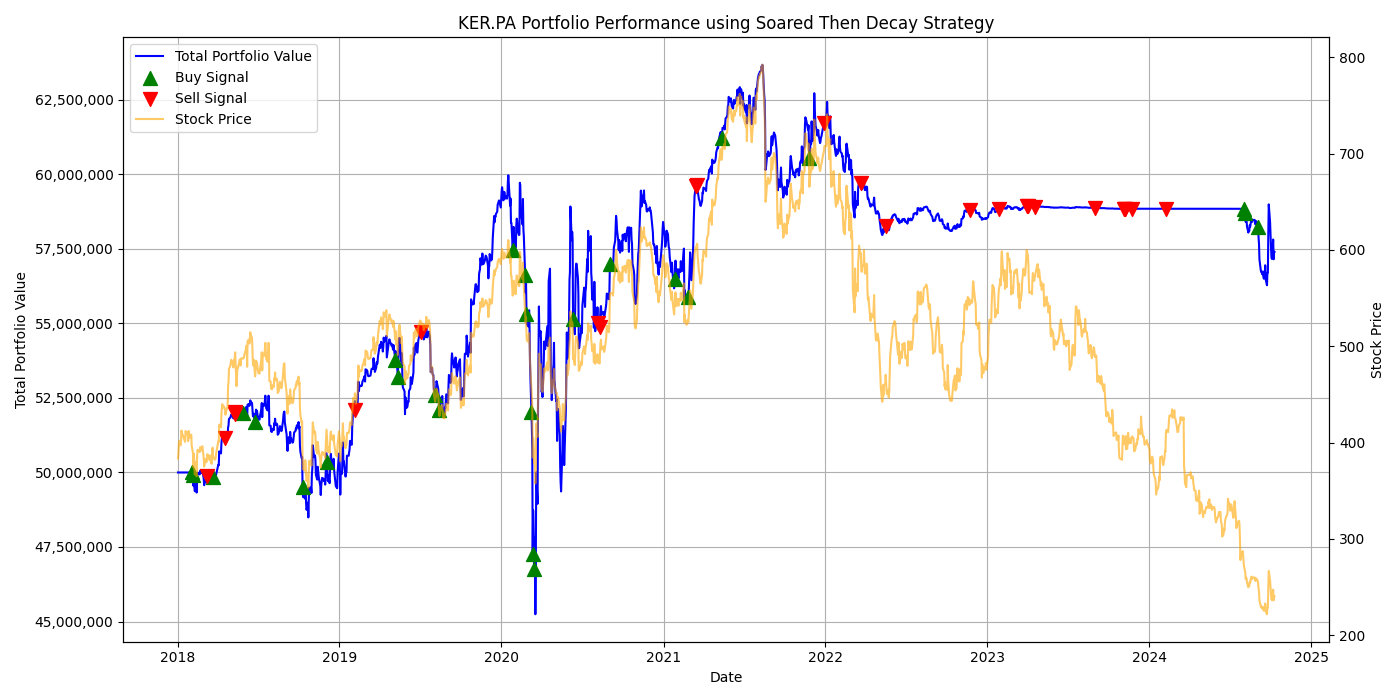 KER.PA Portfolio Performance using Soared Then Decay Strategy
Total Portfolio Value
Buy Signal
Sell Signal
Stock Price
62,500,000
60,000,000
57,500,000
55,000,000
52,500,000
50,000,000
47,500,000
45,000,000
Total Portfolio Value
800
700
600
500
400
300
200
Stock Price
2018 2019 2020 2021 2022 2023 2024 2025
Date